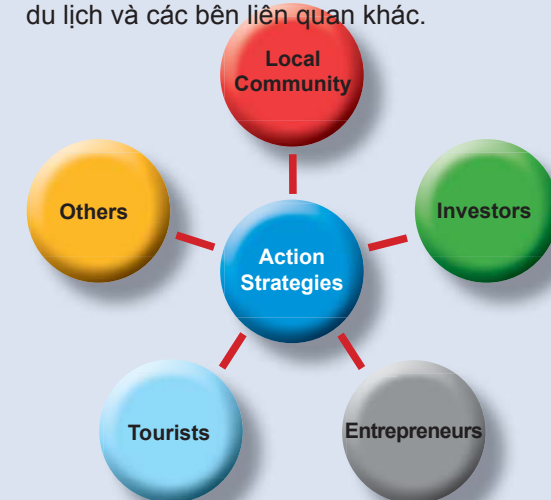 du lịch và các bên liên quan khác.
Local
Community
Others
Investors
Action
Strategies
Tourists
Entrepreneurs